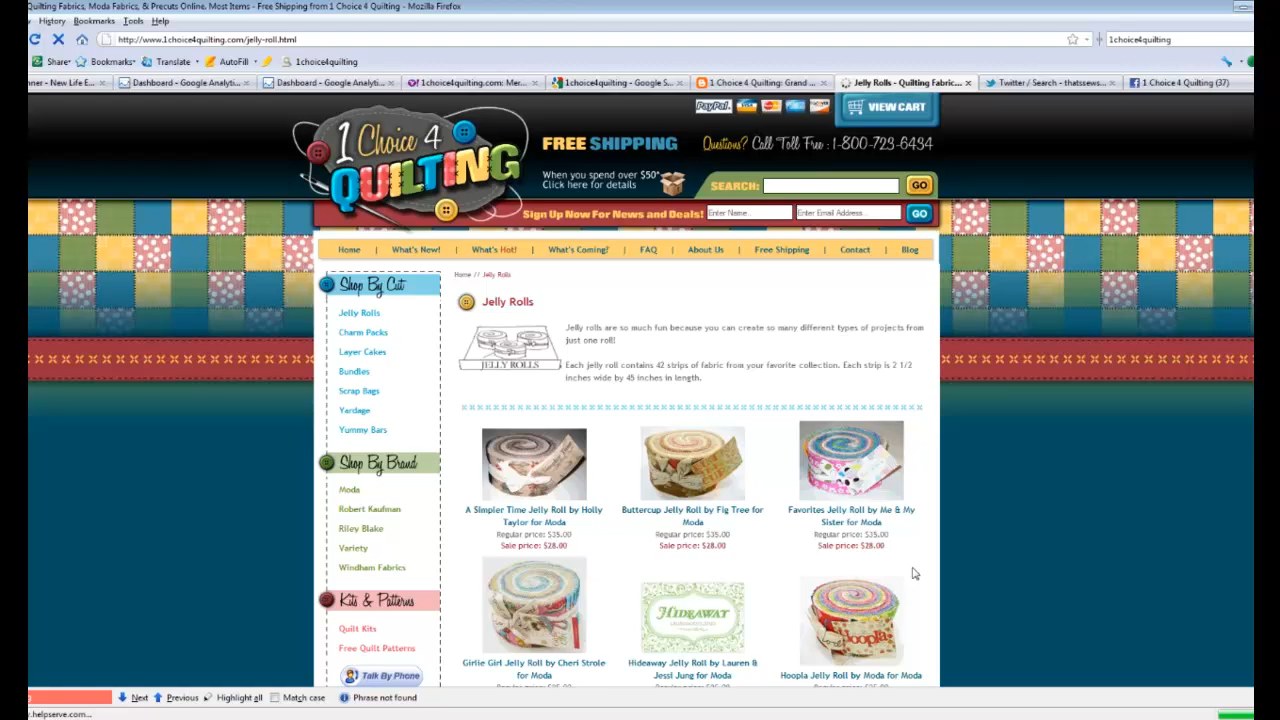 Quilting Fabrics, Moda Fabrics, & Precuts Online, Most Items - Free Shipping from 1 Choice 4 Quilting - Mozilla Firefox
History Bookmarks Tools Help
http://www.1choice4quilting.com/jelly-roll.html
1choice4quilting
Share Bookmarks Translate AutoFill 1choice4quilting
nner - New Life E...
Dashboard - Google Analyti...
Dashboard - Google Analyti...
1choice4quilting.com: Mer...
1choice4quilting - Google S...
1 Choice 4 Quilting: Grand ...
Jelly Rolls - Quilting Fabric...
Twitter / Search - thatssews...
1 Choice 4 Quilting (37)
PayPal
VIEW CART
1 Choice 4
QUILTING
FREE SHIPPING
Questions? Call Toll Free : 1-800-723-6434
When you spend over $50*
Click here for details
SEARCH:
GO
Sign Up Now For News and Deals!
Enter Name..
Enter Email Address..
GO
Home | What's New! | What's Hot! | What's Coming? | FAQ | About Us | Free Shipping | Contact | Blog
Home // Jelly Rolls
Shop By Cut
Jelly Rolls
Charm Packs
Layer Cakes
Bundles
Scrap Bags
Yardage
Yummy Bars
Shop By Brand
Moda
Robert Kaufman
Riley Blake
Variety
Windham Fabrics
Kits & Patterns
Quilt Kits
Free Quilt Patterns
Talk By Phone
Jelly Rolls
JELLY ROLLS
Jelly rolls are so much fun because you can create so many different types of projects from
just one roll!
Each jelly roll contains 42 strips of fabric from your favorite collection. Each strip is 2 1/2
inches wide by 45 inches in length.
A Simpler Time Jelly Roll by Holly
Taylor for Moda
Regular price: $35.00
Sale price: $28.00
Buttercup Jelly Roll by Fig Tree for
Moda
Regular price: $35.00
Sale price: $28.00
Favorites Jelly Roll by Me & My
Sister for Moda
Regular price: $35.00
Sale price: $28.00
Girlie Girl Jelly Roll by Cheri Strole
for Moda
HIDEAWAY
Hideaway Jelly Roll by Lauren &
Jessi Jung for Moda
Hoopla
Hoopla Jelly Roll by Moda for Moda
Next Previous Highlight all Match case Phrase not found
.helpserve.com...